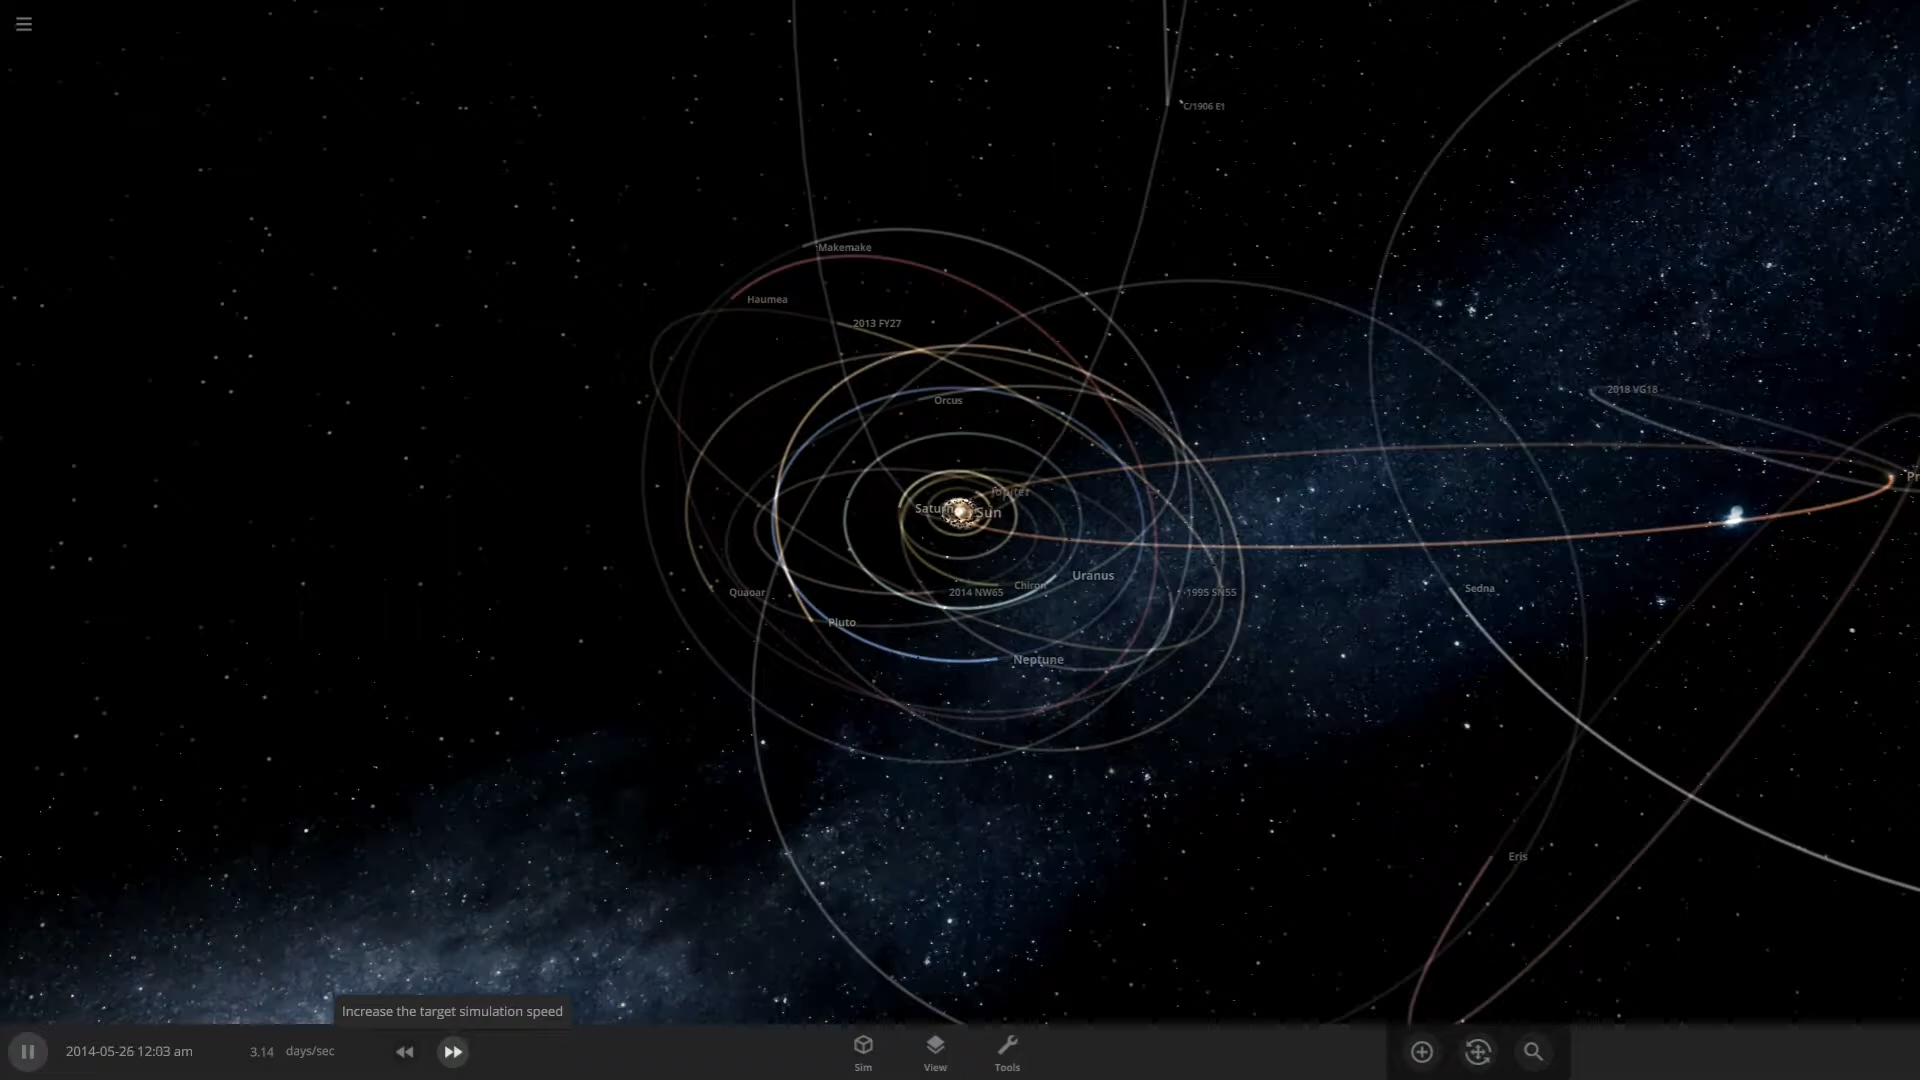 C/1906 E1
Makemake
Haumea
2013 FY27
2018 VG18
Orcus
Pr
Jupiter
Saturn
Sun
Uranus
Chiron
Sedna
Quaoar
2014 NW65
1995 SN55
Pluto
Neptune
Eris
Increase the target simulation speed
2014-05-26 12:03 am
3.14 days/sec
Sim
View
Tools